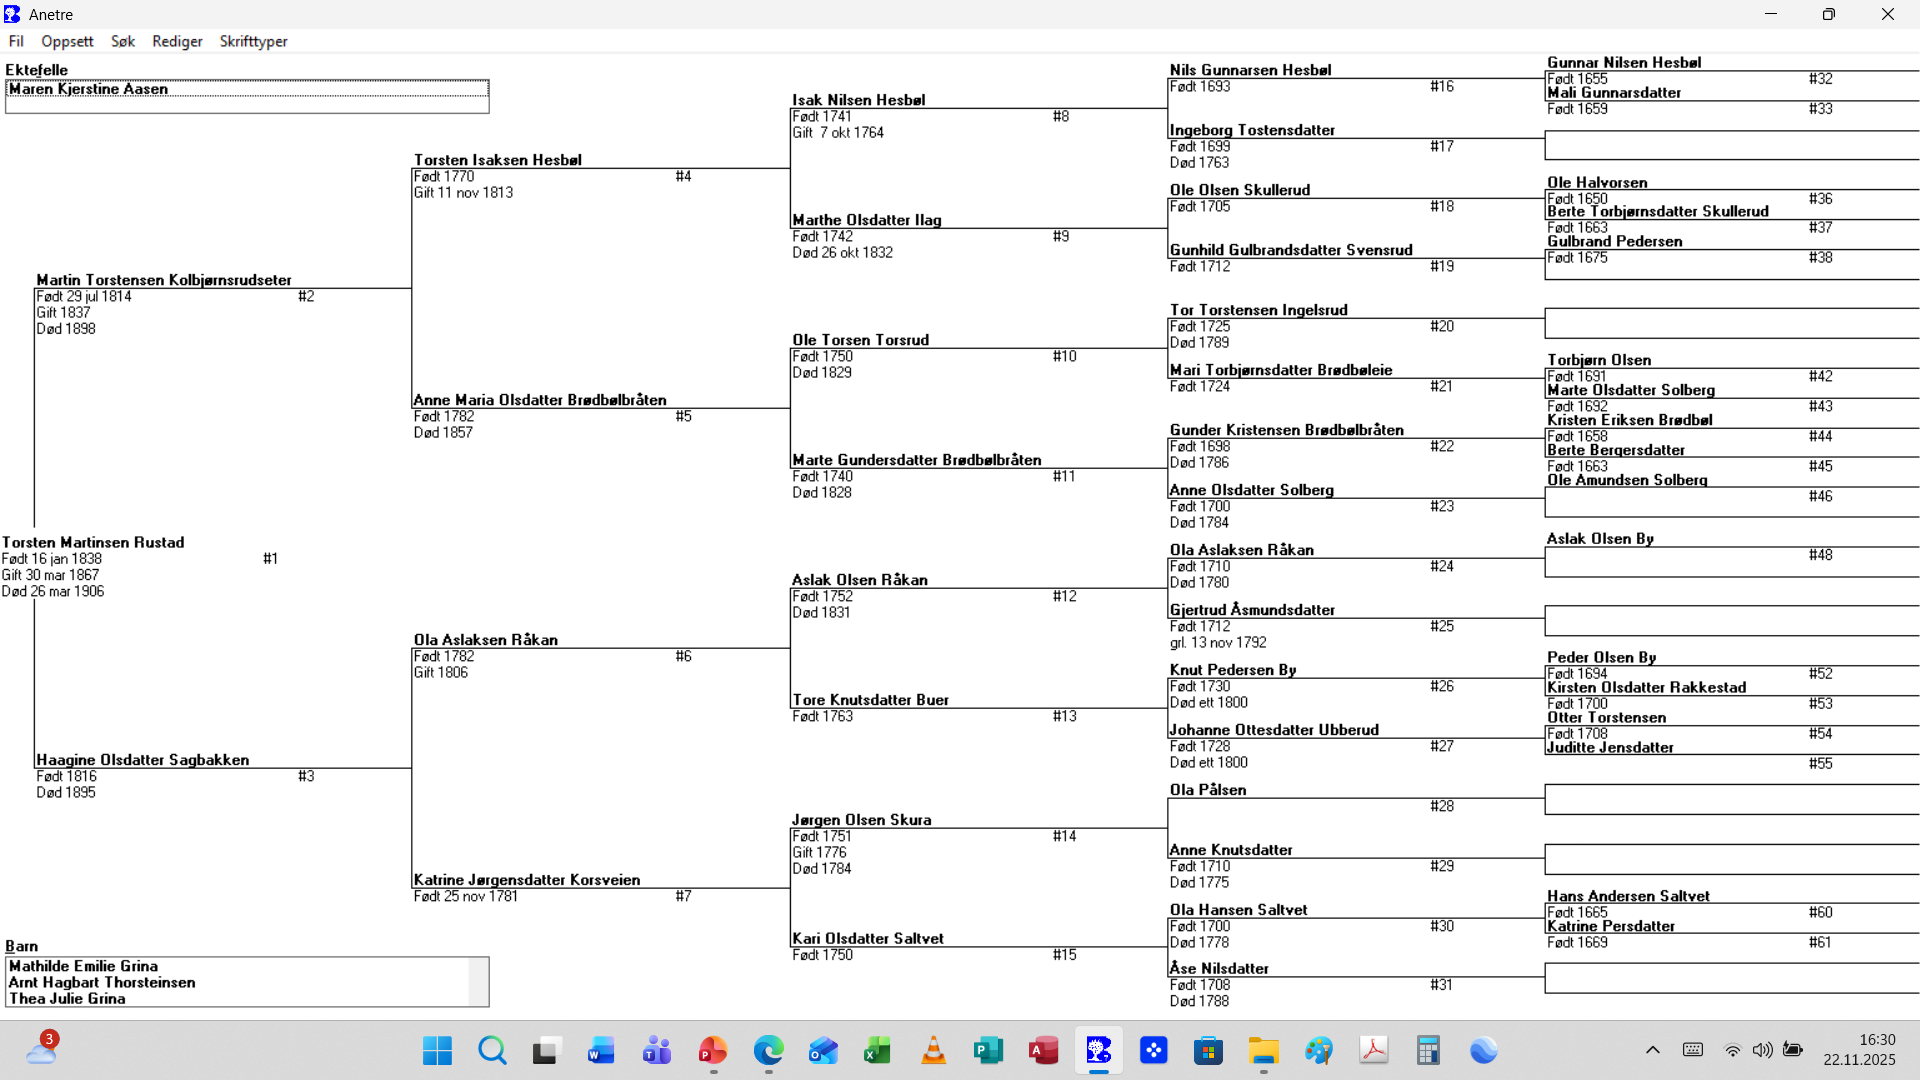 Anetre
Fil Oppsett Søk Rediger Skrifttyper
Ektefelle
Maren Kjerstine Aasen
Torsten Martinsen Rustad
Født 16 jan 1838 #1
Gift 30 mar 1867
Død 26 mar 1906
Barn
Mathilde Emilie Grina
Arnt Hagbart Thorsteinsen
Thea Julie Grina
Martin Torstensen Kolbjørnsrudseter
Født 29 jul 1814 #2
Gift 1837
Død 1898
Haagine Olsdatter Sagbakken
Født 1816 #3
Død 1895
Torsten Isaksen Hesbøl
Født 1770 #4
Gift 11 nov 1813
Anne Maria Olsdatter Brødbølbråten
Født 1782 #5
Død 1857
Ola Aslaksen Råkan
Født 1782 #6
Gift 1806
Katrine Jørgensdatter Korsveien
Født 25 nov 1781 #7
Isak Nilsen Hesbøl
Født 1741 #8
Gift 7 okt 1764
Marthe Olsdatter Ilag
Født 1742 #9
Død 26 okt 1832
Ole Torsen Torsrud
Født 1750 #10
Død 1829
Marte Gundersdatter Brødbølbråten
Født 1740 #11
Død 1828
Aslak Olsen Råkan
Født 1752 #12
Død 1831
Tore Knutsdatter Buer
Født 1763 #13
Jørgen Olsen Skura
Født 1751 #14
Gift 1776
Død 1784
Kari Olsdatter Saltvet
Født 1750 #15
Nils Gunnarsen Hesbøl
Født 1693 #16
Ingeborg Tostensdatter
Født 1699 #17
Død 1763
Ole Olsen Skullerud
Født 1705 #18
Gunhild Gulbrandsdatter Svensrud
Født 1712 #19
Tor Torstensen Ingelsrud
Født 1725 #20
Død 1789
Mari Torbjørnsdatter Brødbøleie
Født 1724 #21
Gunder Kristensen Brødbølbråten
Født 1698 #22
Død 1786
Anne Olsdatter Solberg
Født 1700 #23
Død 1784
Ola Aslaksen Råkan
Født 1710 #24
Død 1780
Gjertrud Åsmundsdatter
Født 1712 #25
grl. 13 nov 1792
Knut Pedersen By
Født 1730 #26
Død ett 1800
Johanne Ottesdatter Ubberud
Født 1728 #27
Død ett 1800
Ola Pålsen
#28
Anne Knutsdatter
Født 1710 #29
Død 1775
Ola Hansen Saltvet
Født 1700 #30
Død 1778
Åse Nilsdatter
Født 1708 #31
Død 1788
Gunnar Nilsen Hesbøl
Født 1655 #32
Mali Gunnarsdatter
Født 1659 #33
Ole Halvorsen
Født 1650 #36
Berte Torbjørnsdatter Skullerud
Født 1663 #37
Gulbrand Pedersen
Født 1675 #38
Torbjørn Olsen
Født 1691 #42
Marte Olsdatter Solberg
Født 1692 #43
Kristen Eriksen Brødbøl
Født 1658 #44
Berte Bergersdatter
Født 1663 #45
Ole Amundsen Solberg
#46
Aslak Olsen By
#48
Peder Olsen By
Født 1694 #52
Kirsten Olsdatter Rakkestad
Født 1700 #53
Otter Torstensen
Født 1708 #54
Juditte Jensdatter
#55
Hans Andersen Saltvet
Født 1665 #60
Katrine Persdatter
Født 1669 #61
3
16:30
22.11.2025